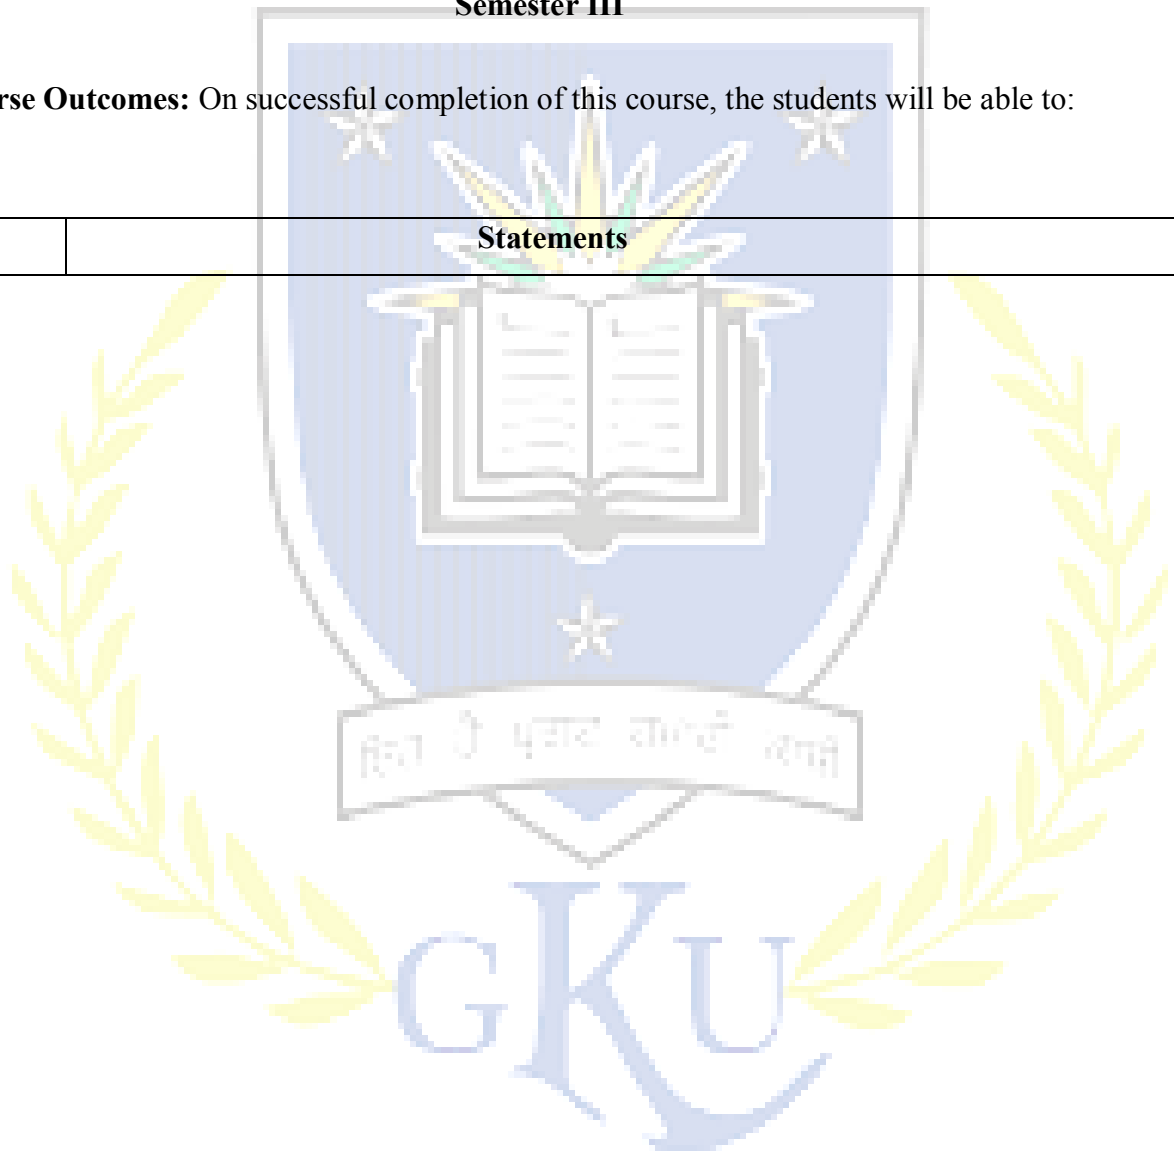 Semester III
rse Outcomes: On successful completion of this course, the students will be able to:
Statements
GKU